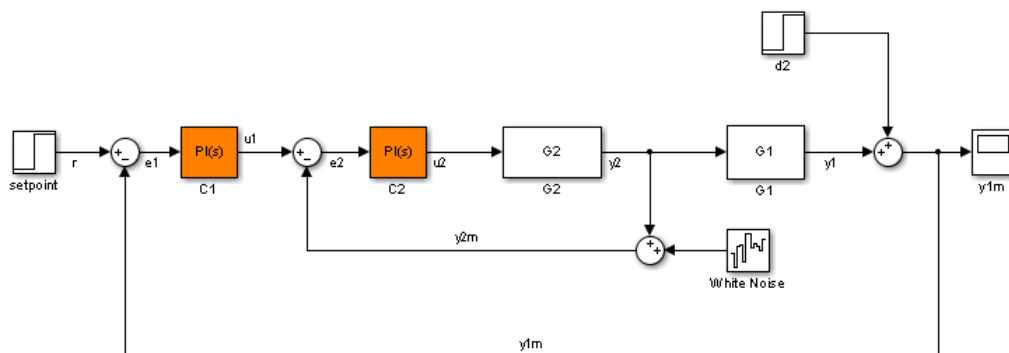 d2
setpoint
r
e1
PI(s)
C1
u1
e2
PI(s)
C2
u2
G2
G2
y2
G1
G1
y1
y1m
y2m
White Noise
y1m